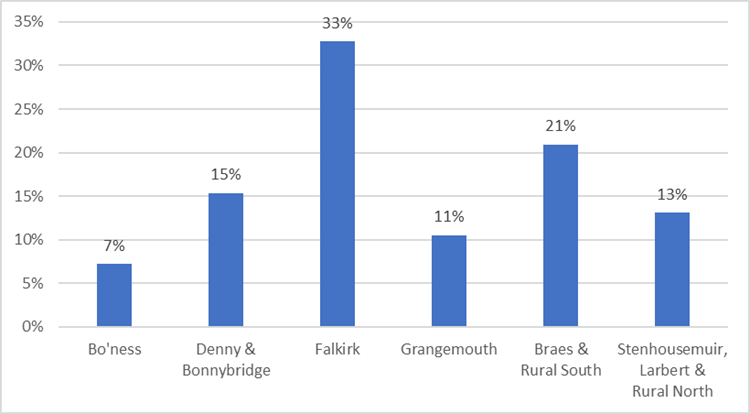 35%
30%
25%
20%
15%
10%
5%
0%
7%
15%
33%
11%
21%
13%
Bo'ness
Denny &
Bonnybridge
Falkirk
Grangemouth
Braes &
Rural South
Stenhousemuir,
Larbert &
Rural North